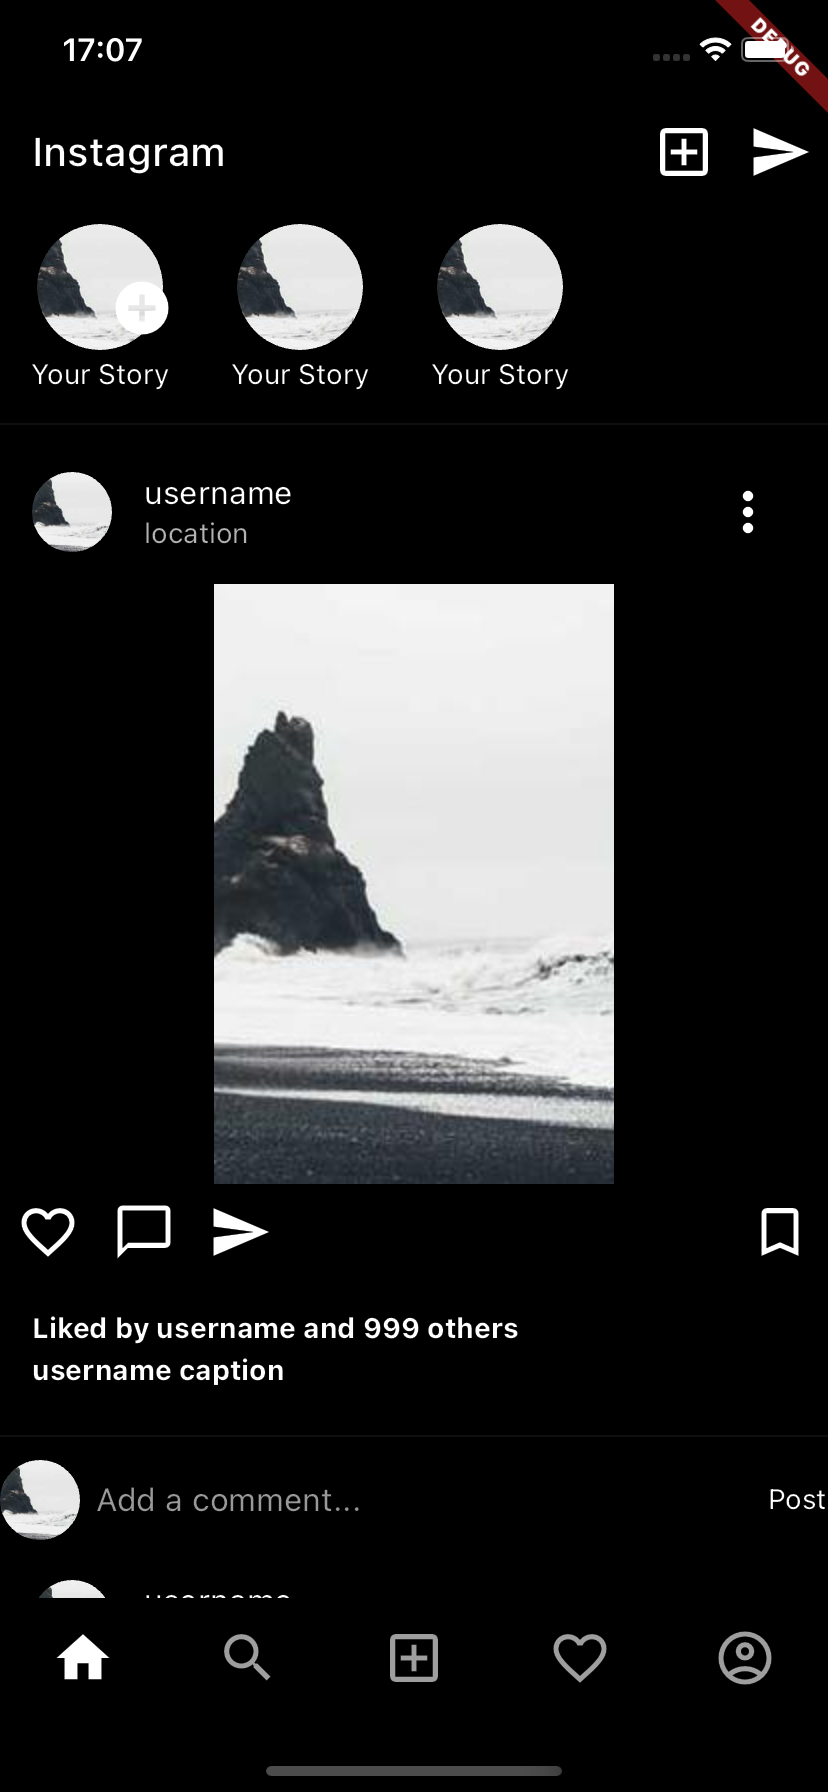 17:07
DEBUG
Instagram
Your Story Your Story Your Story
username
location
Liked by username and 999 others
username caption
Add a comment... Post
username